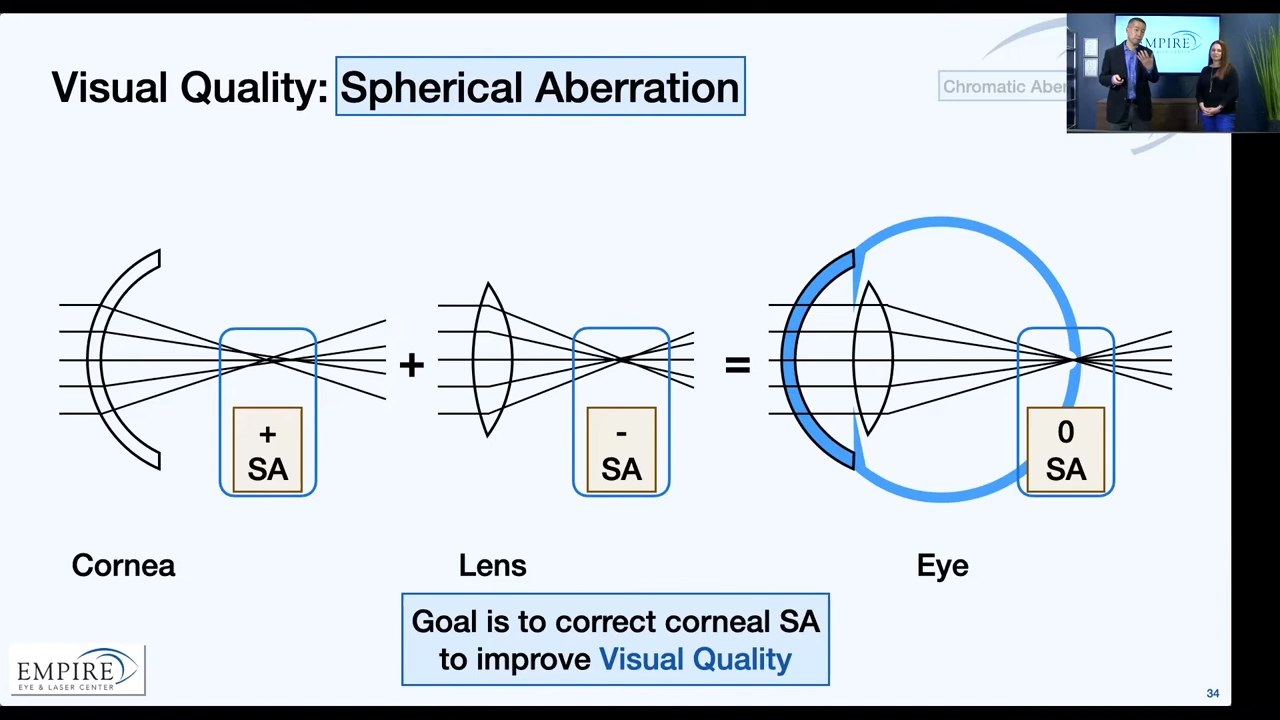 Visual Quality: Spherical Aberration
Chromatic Aber
EMPIRE
+
-
=
+
SA
-
SA
0
SA
Cornea
Lens
Eye
Goal is to correct corneal SA
to improve Visual Quality
EMPIRE
EYE & LASER CENTER
34